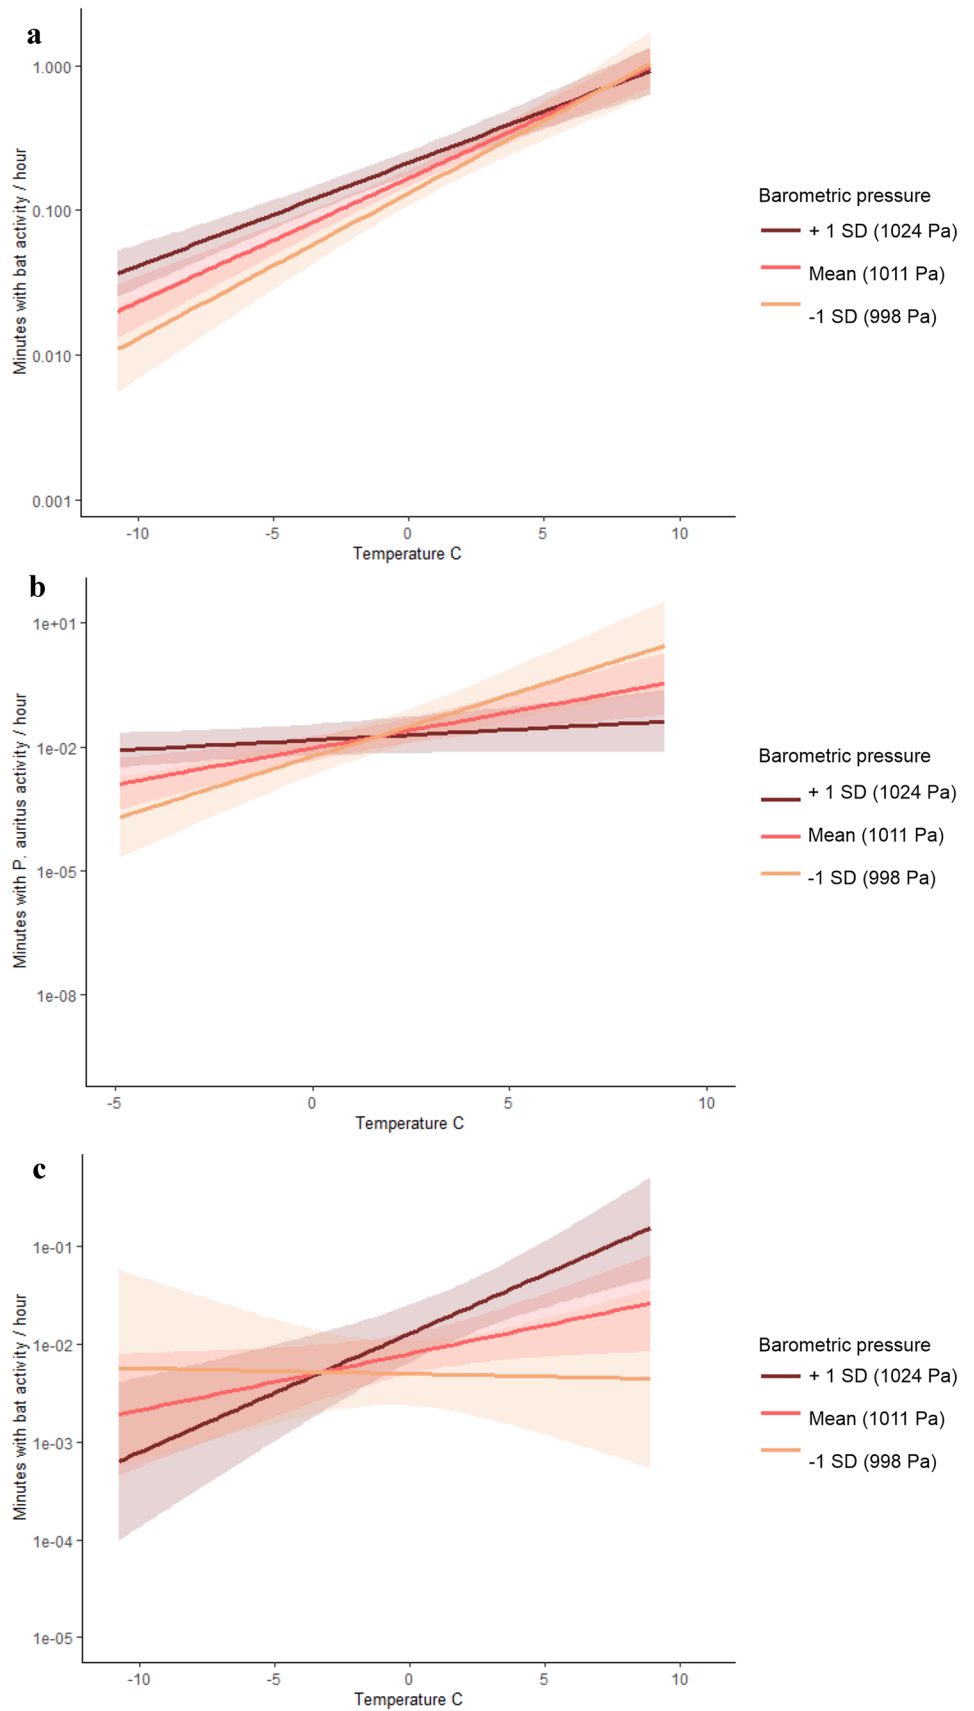 a
Minutes with bat activity / hour
1.000
0.100
0.010
0.001
-10
-5
0
5
10
Temperature C
Barometric pressure
+ 1 SD (1024 Pa)
Mean (1011 Pa)
-1 SD (998 Pa)
b
Minutes with P. auritus activity / hour
1e+01
1e-02
1e-05
1e-08
-5
0
5
10
Temperature C
Barometric pressure
+ 1 SD (1024 Pa)
Mean (1011 Pa)
-1 SD (998 Pa)
c
Minutes with bat activity / hour
1e-01
1e-02
1e-03
1e-04
1e-05
-10
-5
0
5
10
Temperature C
Barometric pressure
+ 1 SD (1024 Pa)
Mean (1011 Pa)
-1 SD (998 Pa)